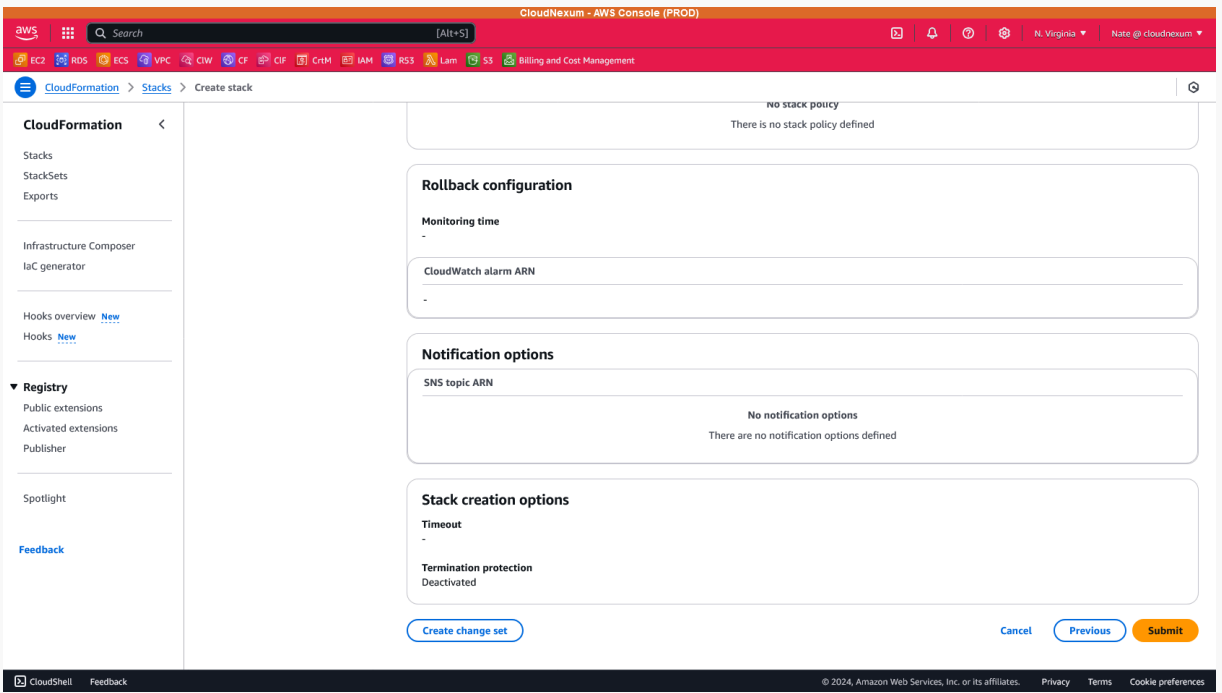 CloudNexum - AWS Console (PROD)
aws Search [Alt+S] N. Virginia ▼ Nate @ cloudnexum ▼
EC2 RDS ECS VPC ClW CF ClF CrtM IAM R53 Lam S3 Billing and Cost Management
CloudFormation > Stacks > Create stack
CloudFormation
Stacks
StackSets
Exports
Infrastructure Composer
IaC generator
Hooks overview New
Hooks New
Registry
Public extensions
Activated extensions
Publisher
Spotlight
Feedback
No stack policy
There is no stack policy defined
Rollback configuration
Monitoring time
-
CloudWatch alarm ARN
-
Notification options
SNS topic ARN
No notification options
There are no notification options defined
Stack creation options
Timeout
-
Termination protection
Deactivated
Create change set Cancel Previous Submit
CloudShell Feedback © 2024, Amazon Web Services, Inc. or its affiliates. Privacy Terms Cookie preferences